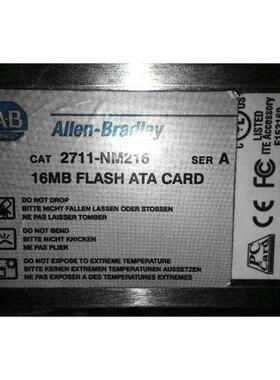 AB
Allen-Bradley
CAT 2711-NM216 SER A
16MB FLASH ATA CARD
DO NOT DROP
BITTE NICHT FALLEN LASSEN ODER STOSSEN
NE PAS LAISSER TOMBER
DO NOT BEND
BITTE NICHT KNICKEN
NE PAS PLIER
DO NOT EXPOSE TO EXTREME TEMPERATURE
BITTE KEINEN EXTREMEN TEMPERATUREN AUSSETZEN
NE PAS EXPOSER A DES TEMPERATURES EXTREMES
C US
LISTED
ITE Accessory
CE FC
PC
Card